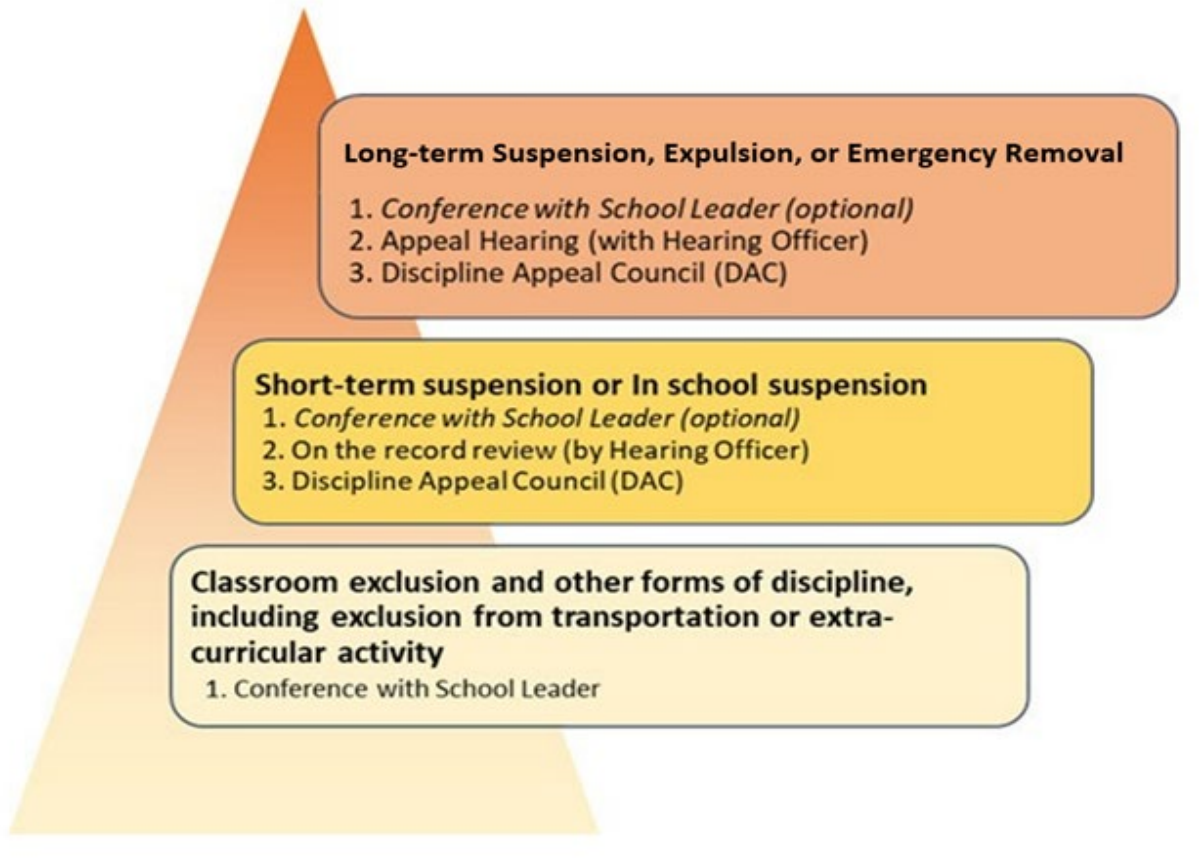 Long-term Suspension, Expulsion, or Emergency Removal
1. Conference with School Leader (optional)
2. Appeal Hearing (with Hearing Officer)
3. Discipline Appeal Council (DAC)
Short-term suspension or In school suspension
1. Conference with School Leader (optional)
2. On the record review (by Hearing Officer)
3. Discipline Appeal Council (DAC)
Classroom exclusion and other forms of discipline,
including exclusion from transportation or extra-
curricular activity
1. Conference with School Leader